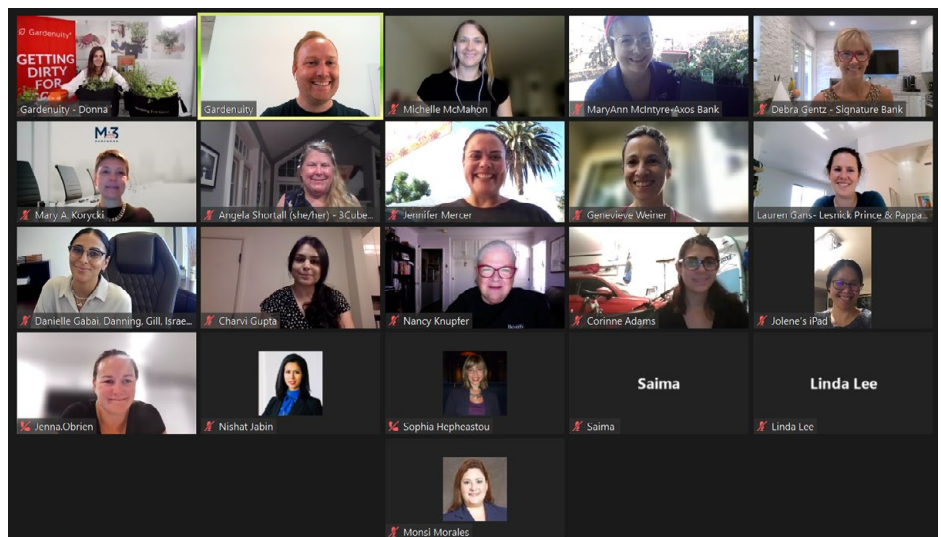 Gardenuity
GETTING
DIRTY
FOR
Gardenuity - Donna
Gardenuity
Michelle McMahon
MaryAnn McIntyre-Axos Bank
Debra Gentz - Signature Bank
M 3
PARTNERS
Mary A. Korycki
Angela Shortall (she/her) - 3Cube...
Jennifer Mercer
Genevieve Weiner
Lauren Gans- Lesnick Prince & Pappa...
Danielle Gabai, Danning, Gill, Israe...
Charvi Gupta
Nancy Knupfer
Corinne Adams
Jolene's iPad
Jenna.Obrien
Nishat Jabin
Sophia Hepheastou
Saima
Saima
Linda Lee
Linda Lee
Monsi Morales